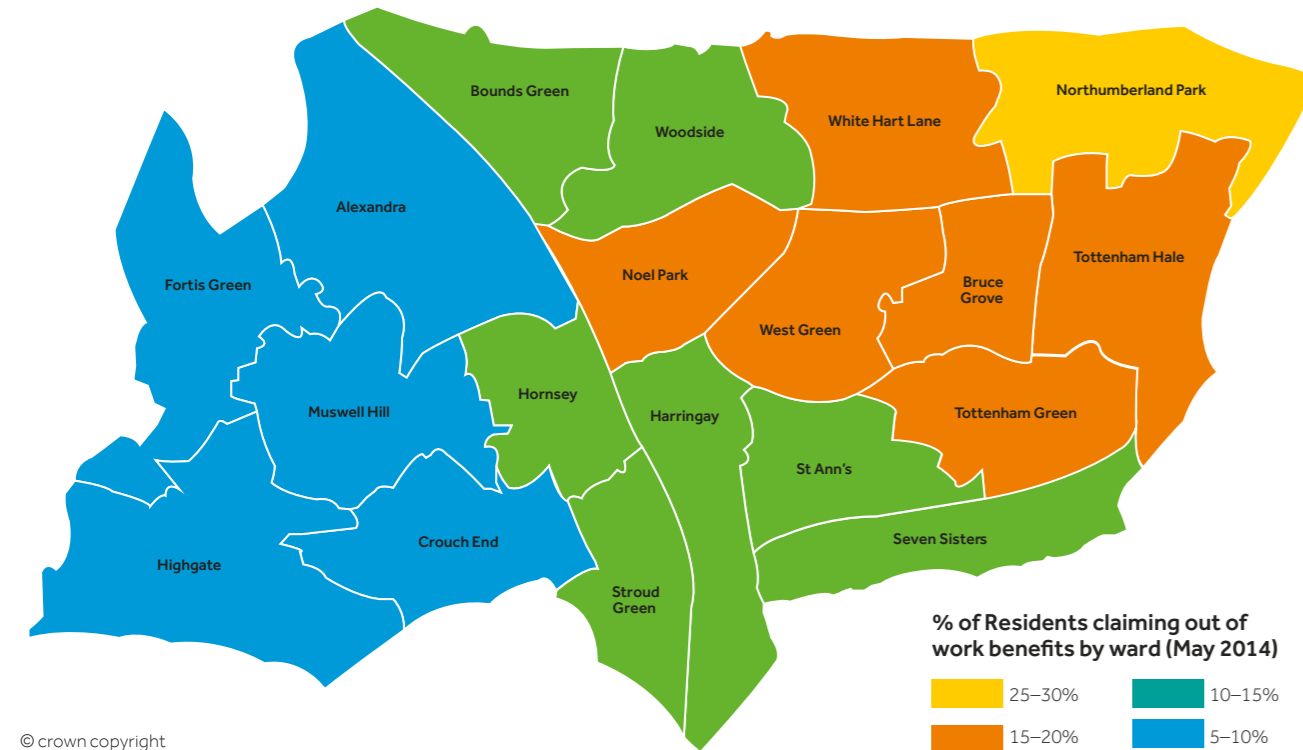 Bounds Green
Woodside
White Hart Lane
Northumberland Park
Alexandra
Fortis Green
Noel Park
West Green
Bruce
Grove
Tottenham Hale
Muswell Hill
Hornsey
Harringay
Tottenham Green
St Ann's
Highgate
Crouch End
Stroud
Green
Seven Sisters
% of Residents claiming out of
work benefits by ward (May 2014)
25–30% 10–15%
15–20% 5–10%
© crown copyright